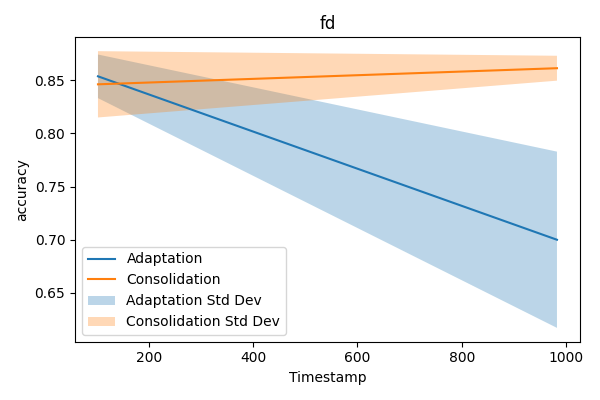 fd
accuracy
0.85
0.80
0.75
0.70
0.65
Adaptation
Consolidation
Adaptation Std Dev
Consolidation Std Dev
200
400
600
800
1000
Timestamp